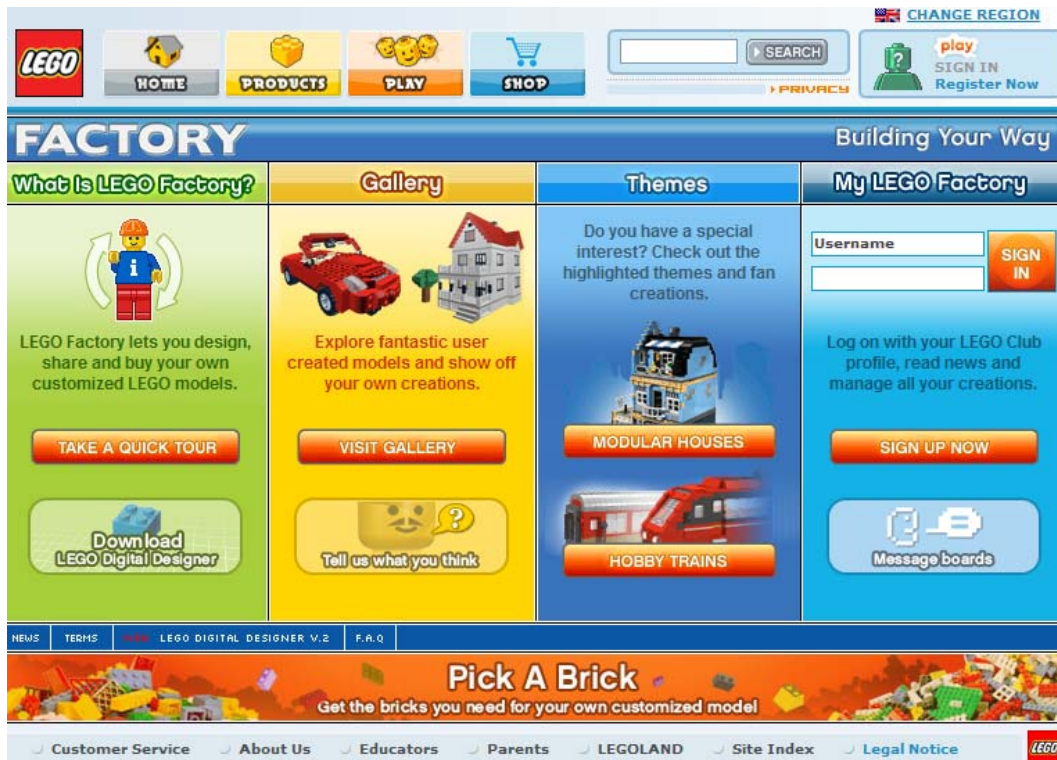 CHANGE REGION
LEGO
HOME
PRODUCTS
PLAY
SHOP
SEARCH
PRIVACY
?
play
SIGN IN
Register Now
FACTORY
Building Your Way
What Is LEGO Factory?
i
LEGO Factory lets you design,
share and buy your own
customized LEGO models.
TAKE A QUICK TOUR
Download
LEGO Digital Designer
Gallery
Explore fantastic user
created models and show off
your own creations.
VISIT GALLERY
?
Tell us what you think
Themes
Do you have a special
interest? Check out the
highlighted themes and fan
creations.
MODULAR HOUSES
HOBBY TRAINS
My LEGO Factory
Username
SIGN
IN
Log on with your LEGO Club
profile, read news and
manage all your creations.
SIGN UP NOW
Message boards
NEWS
TERMS
LEGO DIGITAL DESIGNER V.2
F.A.Q
Pick A Brick
Get the bricks you need for your own customized model
Customer Service
About Us
Educators
Parents
LEGOLAND
Site Index
Legal Notice
LEGO